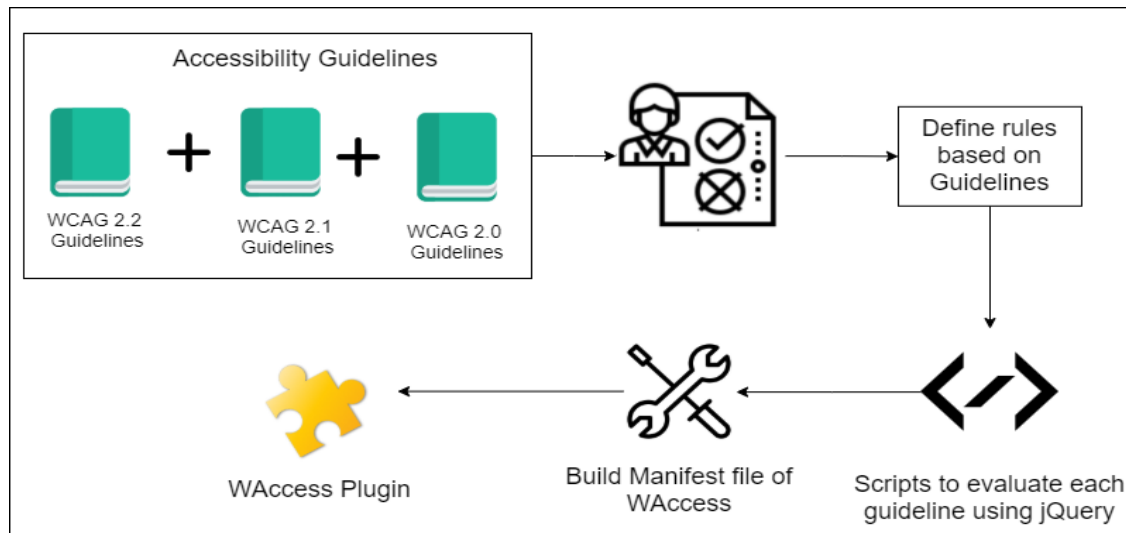 Accessibility Guidelines
WCAG 2.2
Guidelines
WCAG 2.1
Guidelines
WCAG 2.0
Guidelines
Define rules
based on
Guidelines
WAccess Plugin
Build Manifest file of
WAccess
Scripts to evaluate each
guideline using jQuery